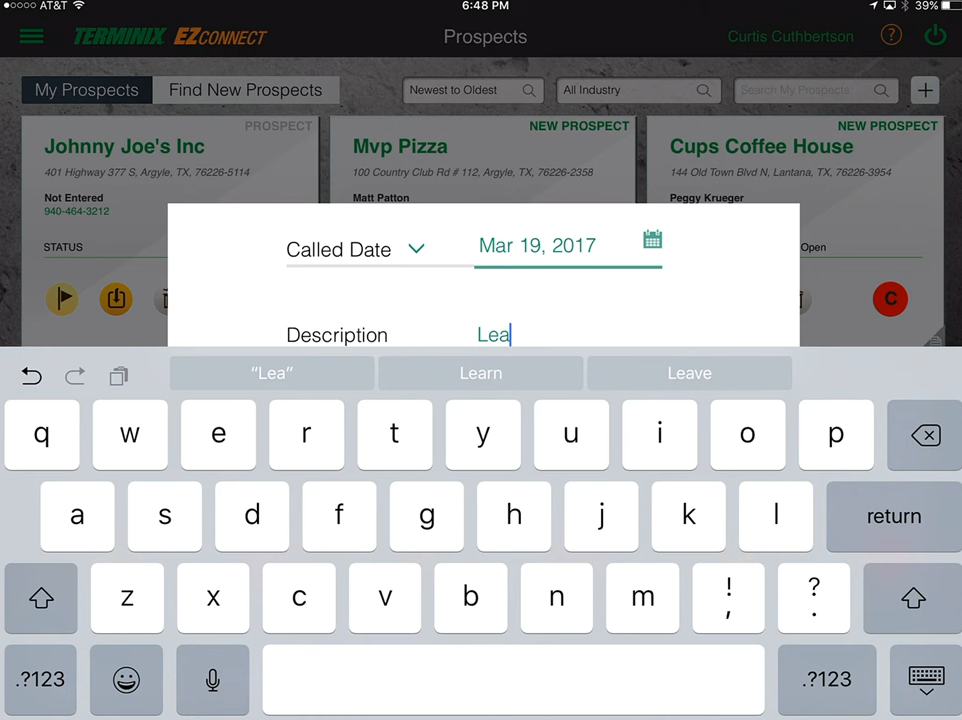 AT&T 6:48 PM 39%
TERMINIX EZCONNECT Prospects Curtis Cuthbertson ?
My Prospects Find New Prospects Newest to Oldest All Industry Search My Prospects +
PROSPECT NEW PROSPECT NEW PROSPECT
Johnny Joe's Inc Mvp Pizza Cups Coffee House
401 Highway 377 S, Argyle, TX, 76226-5114 100 Country Club Rd # 112, Argyle, TX, 76226-2358 144 Old Town Blvd N, Lantana, TX, 76226-3954
Not Entered Matt Patton Peggy Krueger
940-464-3212
STATUS Called Date Mar 19, 2017 Open
C
Description Lea
“Lea” Learn Leave
q w e r t y u i o p
a s d f g h j k l return
z x c v b n m ! , ? .
.?123 .?123